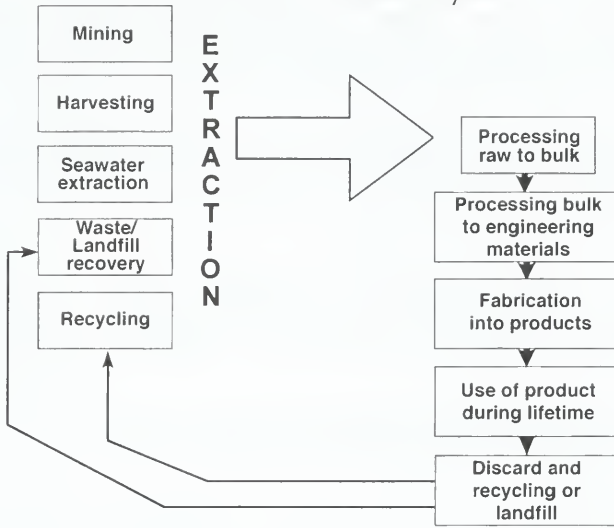 Mining
Harvesting
Seawater
extraction
Waste/
Landfill
recovery
Recycling
EXTRACTION
Processing
raw to bulk
Processing bulk
to engineering
materials
Fabrication
into products
Use of product
during lifetime
Discard and
recycling or
landfill